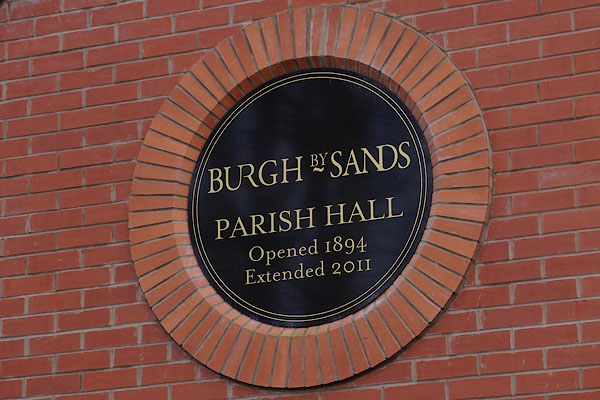 BURGH BY SANDS
PARISH HALL
Opened 1894
Extended 2011